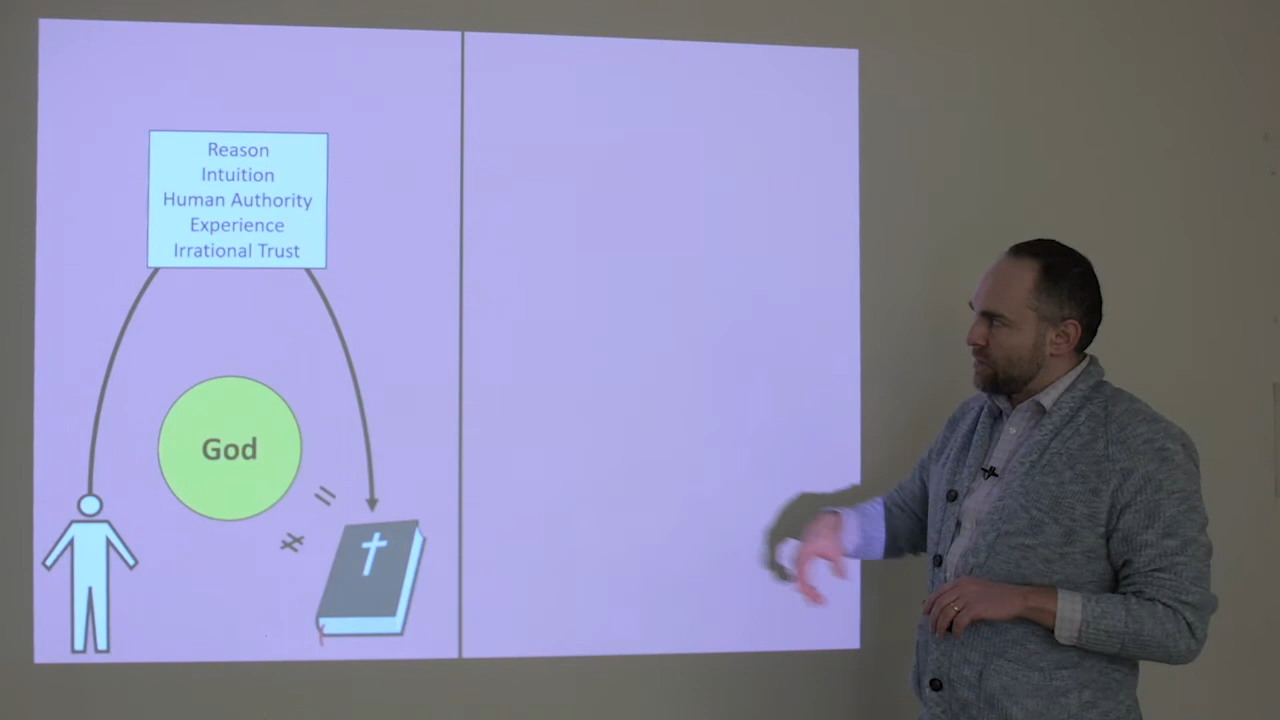 Reason
Intuition
Human Authority
Experience
Irrational Trust
God
=
≠